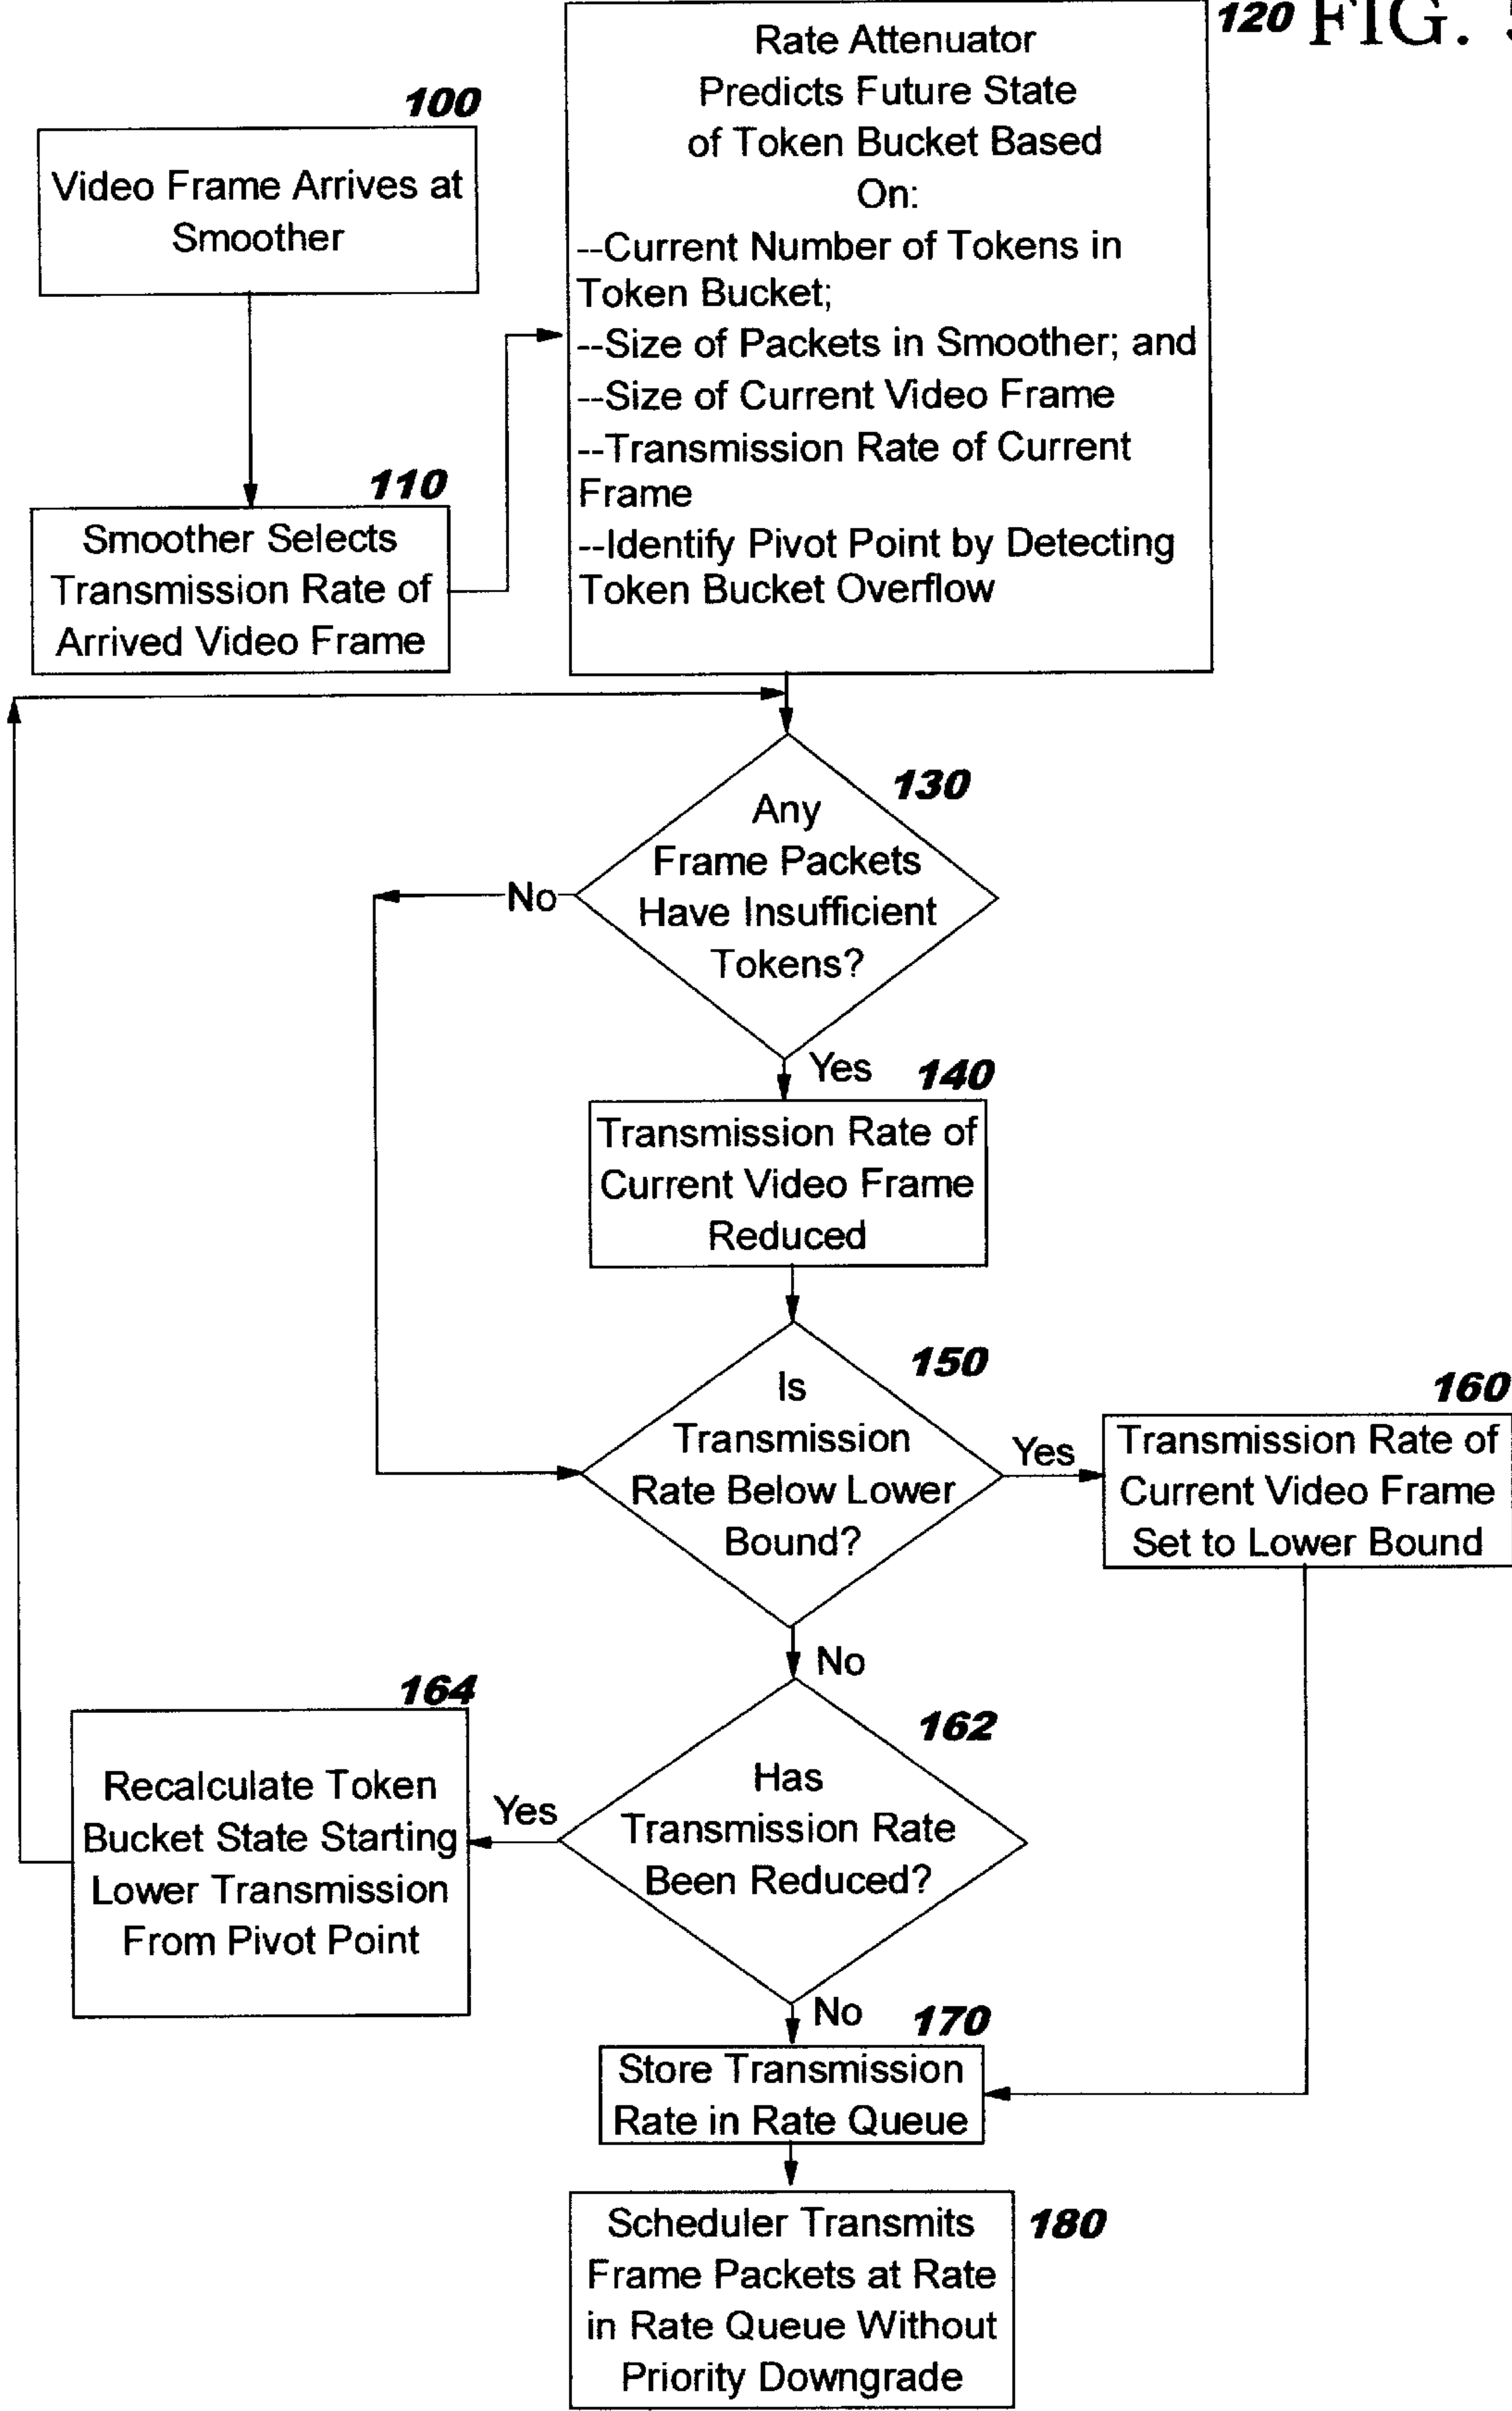 120 FIG.
Rate Attenuator
Predicts Future State
of Token Bucket Based
On:
--Current Number of Tokens in
Token Bucket;
--Size of Packets in Smoother; and
--Size of Current Video Frame
--Transmission Rate of Current
Frame
--Identify Pivot Point by Detecting
Token Bucket Overflow
100
Video Frame Arrives at
Smoother
110
Smoother Selects
Transmission Rate of
Arrived Video Frame
130
Any
Frame Packets
Have Insufficient
Tokens?
No
Yes
140
Transmission Rate of
Current Video Frame
Reduced
150
Is
Transmission
Rate Below Lower
Bound?
Yes
160
Transmission Rate of
Current Video Frame
Set to Lower Bound
No
162
Has
Transmission Rate
Been Reduced?
Yes
164
Recalculate Token
Bucket State Starting
Lower Transmission
From Pivot Point
No
170
Store Transmission
Rate in Rate Queue
180
Scheduler Transmits
Frame Packets at Rate
in Rate Queue Without
Priority Downgrade